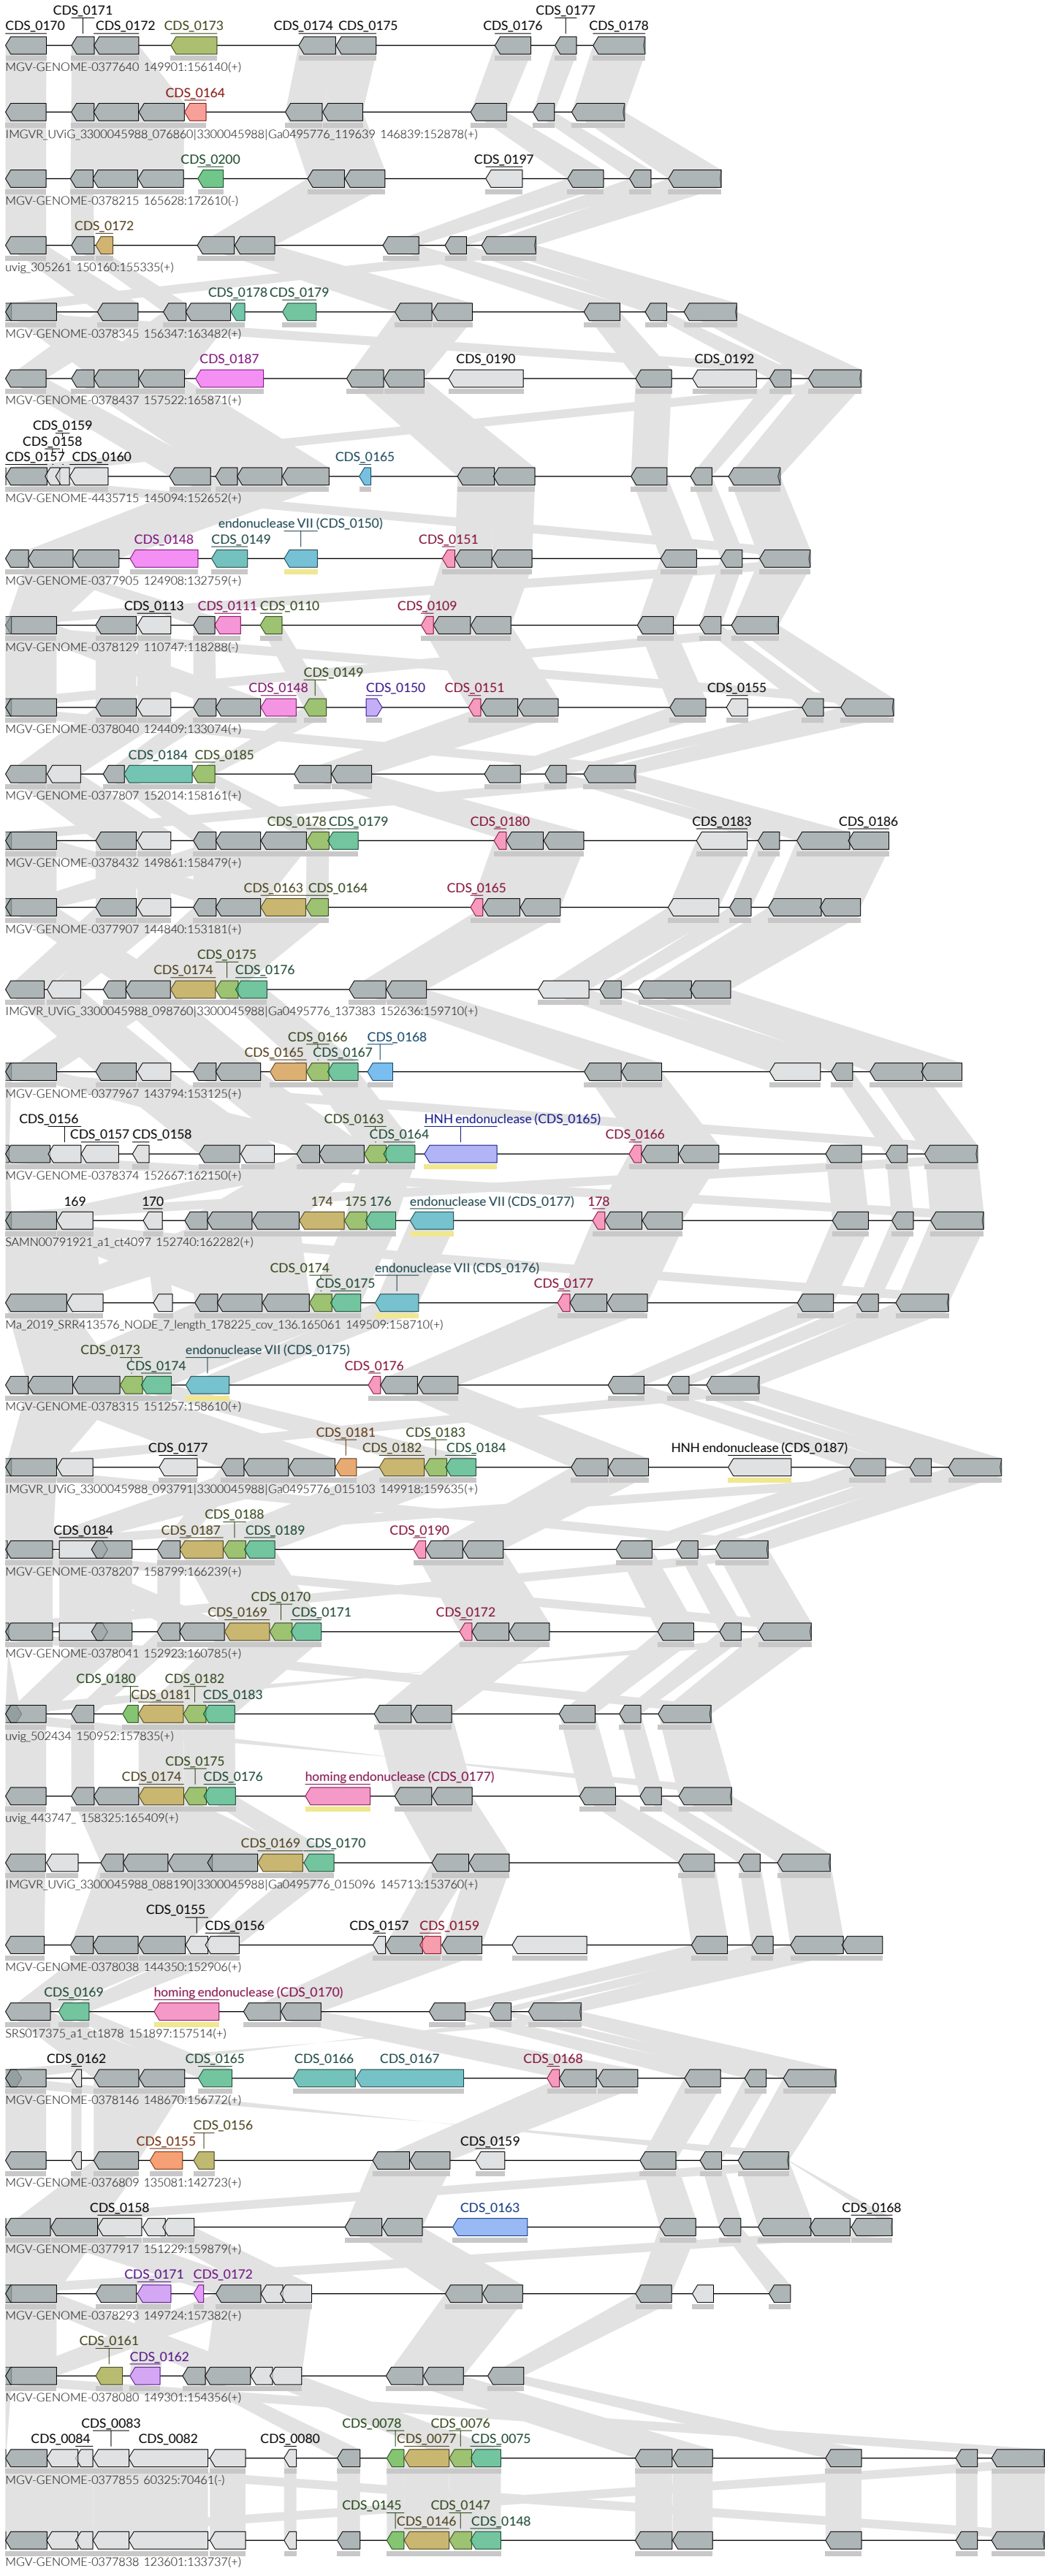 CDS_0171 CDS_0177
CDS_0170 CDS_0172 CDS_0173 CDS_0174 CDS_0175 CDS_0176 CDS_0178
MGV-GENOME-0377640 149901:156140(+)
CDS_0164
IMGVR_UViG_3300045988_076860|3300045988|Ga0495776_119639 146839:152878(+)
CDS_0200 CDS_0197
MGV-GENOME-0378215 165628:172610(-)
CDS_0172
uvig_305261 150160:155335(+)
CDS_0178 CDS_0179
MGV-GENOME-0378345 156347:163482(+)
CDS_0187 CDS_0190 CDS_0192
MGV-GENOME-0378437 157522:165871(+)
CDS_0159
CDS_0158
CDS_0157 CDS_0160 CDS_0165
MGV-GENOME-4435715 145094:152652(+)
endonuclease VII (CDS_0150)
CDS_0148 CDS_0149 CDS_0151
MGV-GENOME-0377905 124908:132759(+)
CDS_0113 CDS_0111 CDS_0110 CDS_0109
MGV-GENOME-0378129 110747:118288(-)
CDS_0149
CDS_0148 CDS_0150 CDS_0151 CDS_0155
MGV-GENOME-0378040 124409:133074(+)
CDS_0184 CDS_0185
MGV-GENOME-0377807 152014:158161(+)
CDS_0178 CDS_0179 CDS_0180 CDS_0183 CDS_0186
MGV-GENOME-0378432 149861:158479(+)
CDS_0163 CDS_0164 CDS_0165
MGV-GENOME-0377907 144840:153181(+)
CDS_0175
CDS_0174 CDS_0176
IMGVR_UViG_3300045988_098760|3300045988|Ga0495776_137383 152636:159710(+)
CDS_0166 CDS_0168
CDS_0165 CDS_0167
MGV-GENOME-0377967 143794:153125(+)
CDS_0156 CDS_0163 HNH endonuclease (CDS_0165)
CDS_0157 CDS_0158 CDS_0164 CDS_0166
MGV-GENOME-0378374 152667:162150(+)
169 170 174 175 176 endonuclease VII (CDS_0177) 178
SAMN00791921_a1_ct4097 152740:162282(+)
CDS_0174 endonuclease VII (CDS_0176)
CDS_0175 CDS_0177
Ma_2019_SRR413576_NODE_7_length_178225_cov_136.165061 149509:158710(+)
CDS_0173 endonuclease VII (CDS_0175)
CDS_0174 CDS_0176
MGV-GENOME-0378315 151257:158610(+)
CDS_0181 CDS_0183
CDS_0177 CDS_0182 CDS_0184 HNH endonuclease (CDS_0187)
IMGVR_UViG_3300045988_093791|3300045988|Ga0495776_015103 149918:159635(+)
CDS_0188
CDS_0184 CDS_0187 CDS_0189 CDS_0190
MGV-GENOME-0378207 158799:166239(+)
CDS_0170
CDS_0169 CDS_0171 CDS_0172
MGV-GENOME-0378041 152923:160785(+)
CDS_0180 CDS_0182
CDS_0181 CDS_0183
uvig_502434 150952:157835(+)
CDS_0175
CDS_0174 CDS_0176 homing endonuclease (CDS_0177)
uvig_443747_ 158325:165409(+)
CDS_0169 CDS_0170
IMGVR_UViG_3300045988_088190|3300045988|Ga0495776_015096 145713:153760(+)
CDS_0155
CDS_0156 CDS_0157 CDS_0159
MGV-GENOME-0378038 144350:152906(+)
CDS_0169 homing endonuclease (CDS_0170)
SRS017375_a1_ct1878 151897:157514(+)
CDS_0162 CDS_0165 CDS_0166 CDS_0167 CDS_0168
MGV-GENOME-0378146 148670:156772(+)
CDS_0156
CDS_0155 CDS_0159
MGV-GENOME-0376809 135081:142723(+)
CDS_0158 CDS_0163 CDS_0168
MGV-GENOME-0377917 151229:159879(+)
CDS_0171 CDS_0172
MGV-GENOME-0378293 149724:157382(+)
CDS_0161
CDS_0162
MGV-GENOME-0378080 149301:154356(+)
CDS_0083 CDS_0078 CDS_0076
CDS_0084 CDS_0082 CDS_0080 CDS_0077 CDS_0075
MGV-GENOME-0377855 60325:70461(-)
CDS_0145 CDS_0147
CDS_0146 CDS_0148
MGV-GENOME-0377838 123601:133737(+)